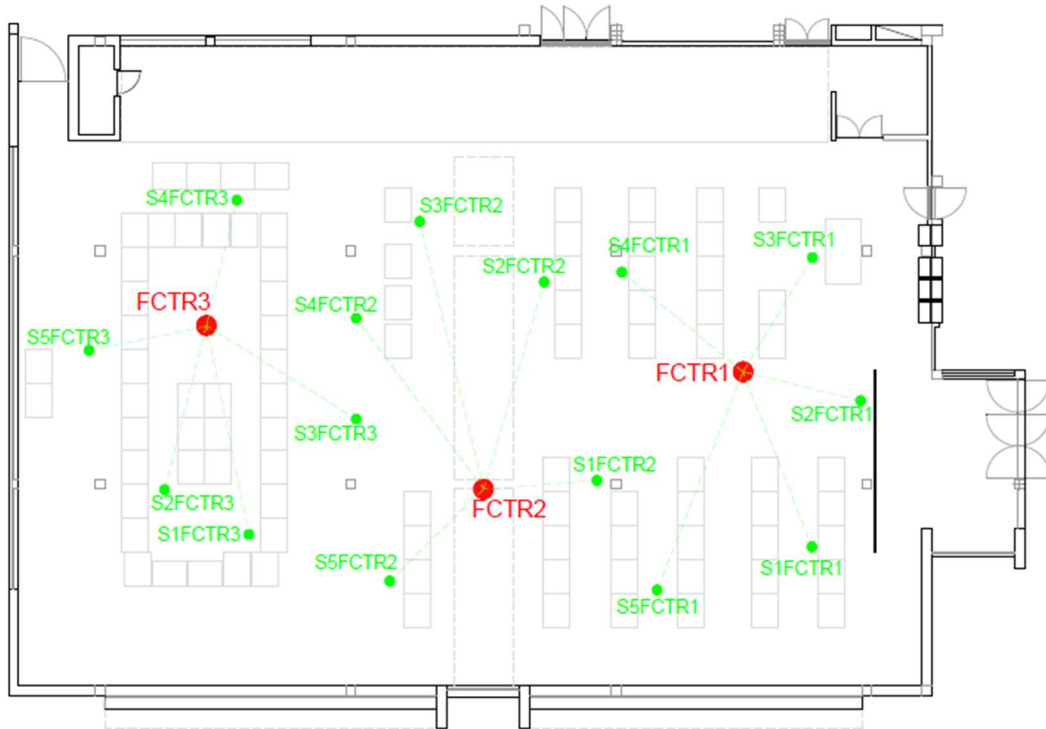 S4FCTR3
S3FCTR2
S4FCTR1
S3FCTR1
S2FCTR2
FCTR3
S4FCTR2
S5FCTR3
FCTR1
S2FCTR1
S3FCTR3
S1FCTR2
S2FCTR3
FCTR2
S1FCTR3
S1FCTR1
S5FCTR2
S5FCTR1